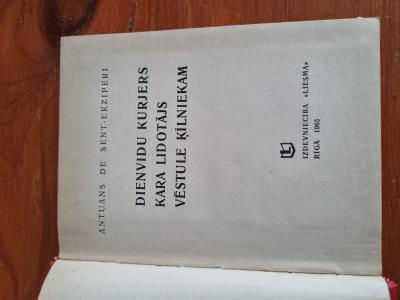 ANTUANS DE SENT-EKZIPERI
DIENVIDU KURJERS
KARA LIDOTĀJS
VĒSTULE ĶĪLNIEKAM
IZDEVNIECĪBA «LIESMA»
RĪGĀ 1965